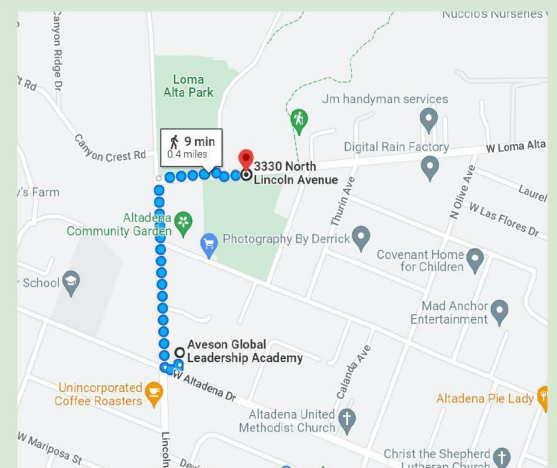 Nuccio's Nurseries
Canyon Ridge Dr
Loma
Alta Park
Jm handyman services
t Rd
Canyon Crest Rd
9 min
0.4 miles
Digital Rain Factory
W Loma Alta
3330 North
Lincoln Avenue
's Farm
Thurin Ave
N Olive Ave
Laurel
W Las Flores Dr
Altadena
Community Garden
Photography By Derrick
Covenant Home
for Children
r School
Mad Anchor
Entertainment
Aveson Global
Leadership Academy
Calanda Ave
W Altadena Dr
Unincorporated
Coffee Roasters
Altadena Pie Lady
Altadena United
Methodist Church
Lincoln
W Mariposa St
Christ the Shepherd
Lutheran Church